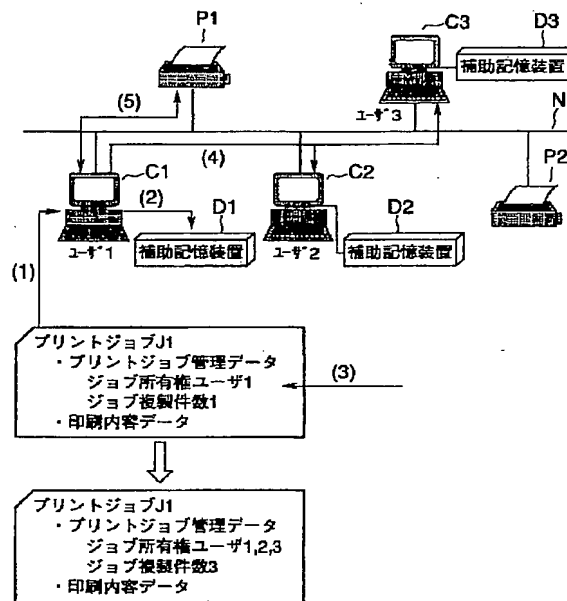 P1
C3
D3
補助記憶装置
ユーザ3
N
(5)
(4)
P2
C1
C2
(2)
D1
D2
ユーザ1
補助記憶装置
ユーザ2
補助記憶装置
(1)
プリントジョブJ1
・プリントジョブ管理データ
ジョブ所有権ユーザ1
ジョブ複製件数1
・印刷内容データ
(3)
プリントジョブJ1
・プリントジョブ管理データ
ジョブ所有権ユーザ1,2,3
ジョブ複製件数3
・印刷内容データ